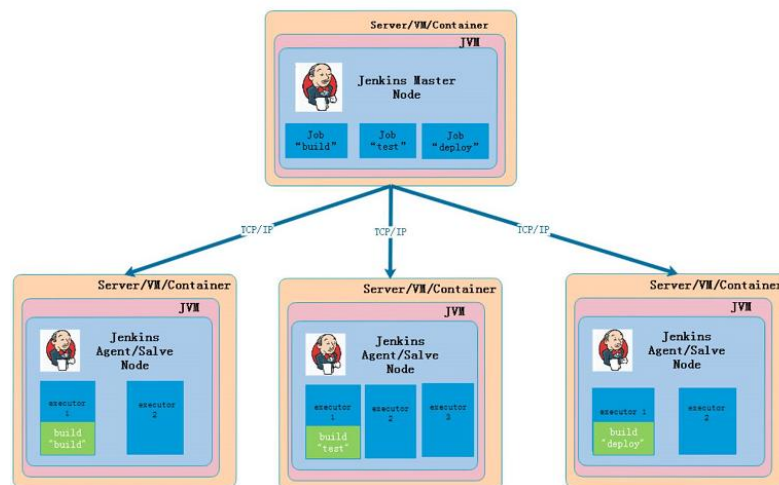 Server/VM/Container
JVM
Jenkins Master
Node
Job
"build"
Job
"test"
Job
"deploy"
TCP/IP
TCP/IP
TCP/IP
Server/VM/Container
JVM
Jenkins
Agent/Salve
Node
executor
1
build
"build"
executor
2
Server/VM/Container
JVM
Jenkins
Agent/Salve
Node
executor
1
build
"test"
executor
2
executor
3
Server/VM/Container
JVM
Jenkins
Agent/Salve
Node
executor 1
build
"deploy"
executor
2